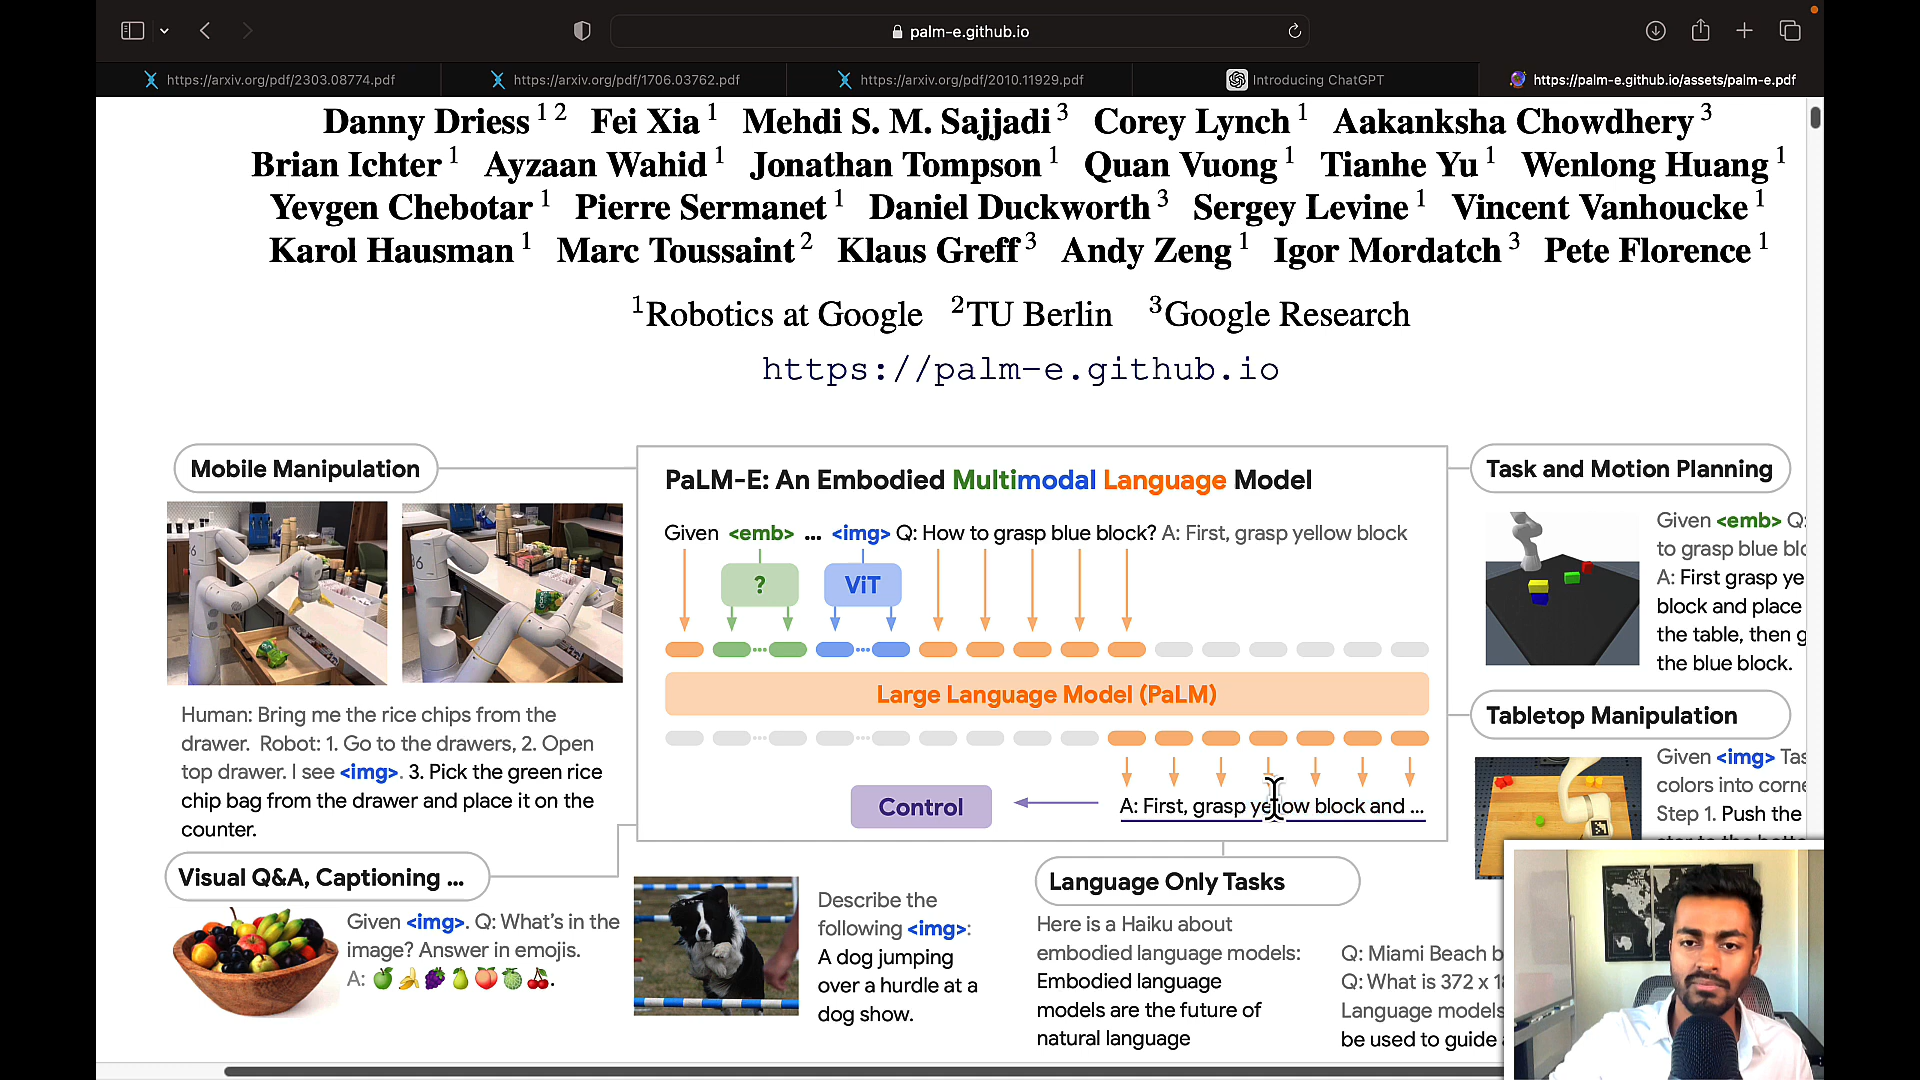 palm-e.github.io
https://arxiv.org/pdf/2303.08774.pdf
https://arxiv.org/pdf/1706.03762.pdf
https://arxiv.org/pdf/2010.11929.pdf
Introducing ChatGPT
https://palm-e.github.io/assets/palm-e.pdf
Danny Driess 1 2 Fei Xia 1 Mehdi S. M. Sajjadi 3 Corey Lynch 1 Aakanksha Chowdhery 3
Brian Ichter 1 Ayzaan Wahid 1 Jonathan Tompson 1 Quan Vuong 1 Tianhe Yu 1 Wenlong Huang 1
Yevgen Chebotar 1 Pierre Sermanet 1 Daniel Duckworth 3 Sergey Levine 1 Vincent Vanhoucke 1
Karol Hausman 1 Marc Toussaint 2 Klaus Greff 3 Andy Zeng 1 Igor Mordatch 3 Pete Florence 1
1Robotics at Google 2TU Berlin 3Google Research
https://palm-e.github.io
Mobile Manipulation
Human: Bring me the rice chips from the
drawer. Robot: 1. Go to the drawers, 2. Open
top drawer. I see <img>. 3. Pick the green rice
chip bag from the drawer and place it on the
counter.
PaLM-E: An Embodied Multimodal Language Model
Given <emb> ... <img> Q: How to grasp blue block? A: First, grasp yellow block
? ViT
Large Language Model (PaLM)
Control
A: First, grasp yellow block and ...
Task and Motion Planning
Given <emb> Q:
to grasp blue blo
A: First grasp ye
block and place
the table, then g
the blue block.
Tabletop Manipulation
Given <img> Tas
colors into corne
Step 1. Push the
Visual Q&A, Captioning ...
Given <img>. Q: What's in the
image? Answer in emojis.
A: 🍏🍌🍇🍐🍑🍈🍒.
Describe the
following <img>:
A dog jumping
over a hurdle at a
dog show.
Language Only Tasks
Here is a Haiku about
embodied language models:
Embodied language
models are the future of
natural language
Q: Miami Beach b
Q: What is 372 x 18
Language models
be used to guide